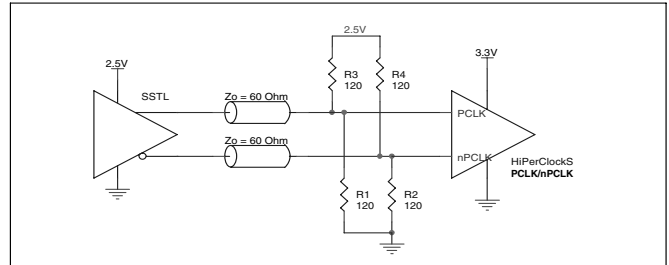 2.5V
3.3V
2.5V
SSTL
R3
120
R4
120
Zo = 60 Ohm
PCLK
Zo = 60 Ohm
nPCLK
HiPerClockS
PCLK/nPCLK
R1
120
R2
120